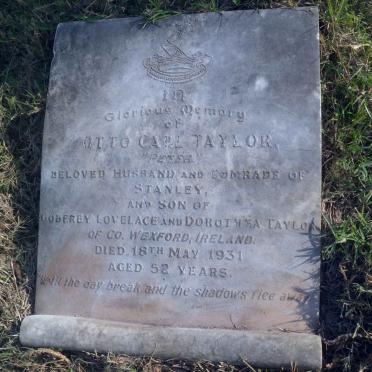 In
Glorious Memory
of
OTTO CARL TAYLOR,
"PETER"
BELOVED HUSBAND AND COMRADE OF
STANLEY,
AND SON OF
GODFREY LOVELACE AND DOROTHEA TAYLOR
OF CO. WEXFORD, IRELAND.
DIED 18TH MAY 1931
AGED 52 YEARS.
Until the day break and the shadows flee away